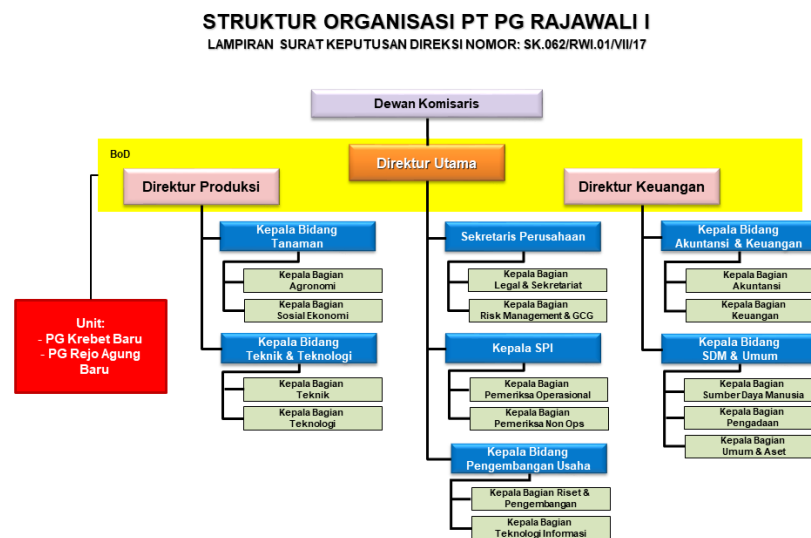 STRUKTUR ORGANISASI PT PG RAJAWALI I
LAMPIRAN SURAT KEPUTUSAN DIREKSI NOMOR: SK.062/RWI.01/VII/17
Dewan Komisaris
BoD
Direktur Utama
Direktur Produksi
Direktur Keuangan
Kepala Bidang
Tanaman
Kepala Bagian
Agronomi
Kepala Bagian
Sosial Ekonomi
Kepala Bidang
Teknik & Teknologi
Kepala Bagian
Teknik
Kepala Bagian
Teknologi
Sekretaris Perusahaan
Kepala Bagian
Legal & Sekretariat
Kepala Bagian
Risk Management & GCG
Kepala SPI
Kepala Bagian
Pemeriksa Operasional
Kepala Bagian
Pemeriksa Non Ops
Kepala Bidang
Pengembangan Usaha
Kepala Bagian Riset &
Pengembangan
Kepala Bagian
Teknologi Informasi
Kepala Bidang
Akuntansi & Keuangan
Kepala Bagian
Akuntansi
Kepala Bagian
Keuangan
Kepala Bidang
SDM & Umum
Kepala Bagian
Sumber Daya Manusia
Kepala Bagian
Pengadaan
Kepala Bagian
Umum & Aset
Unit:
- PG Krebet Baru
- PG Rejo Agung
Baru